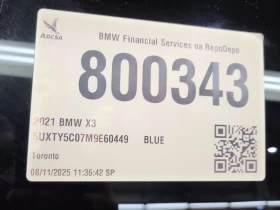 ABCSA
BMW Financial Services oa RepoDepo
800343
2021 BMW X3
5UXTY5C07M9E60449 BLUE
Toronto
08/11/2025 11:36:42 SP